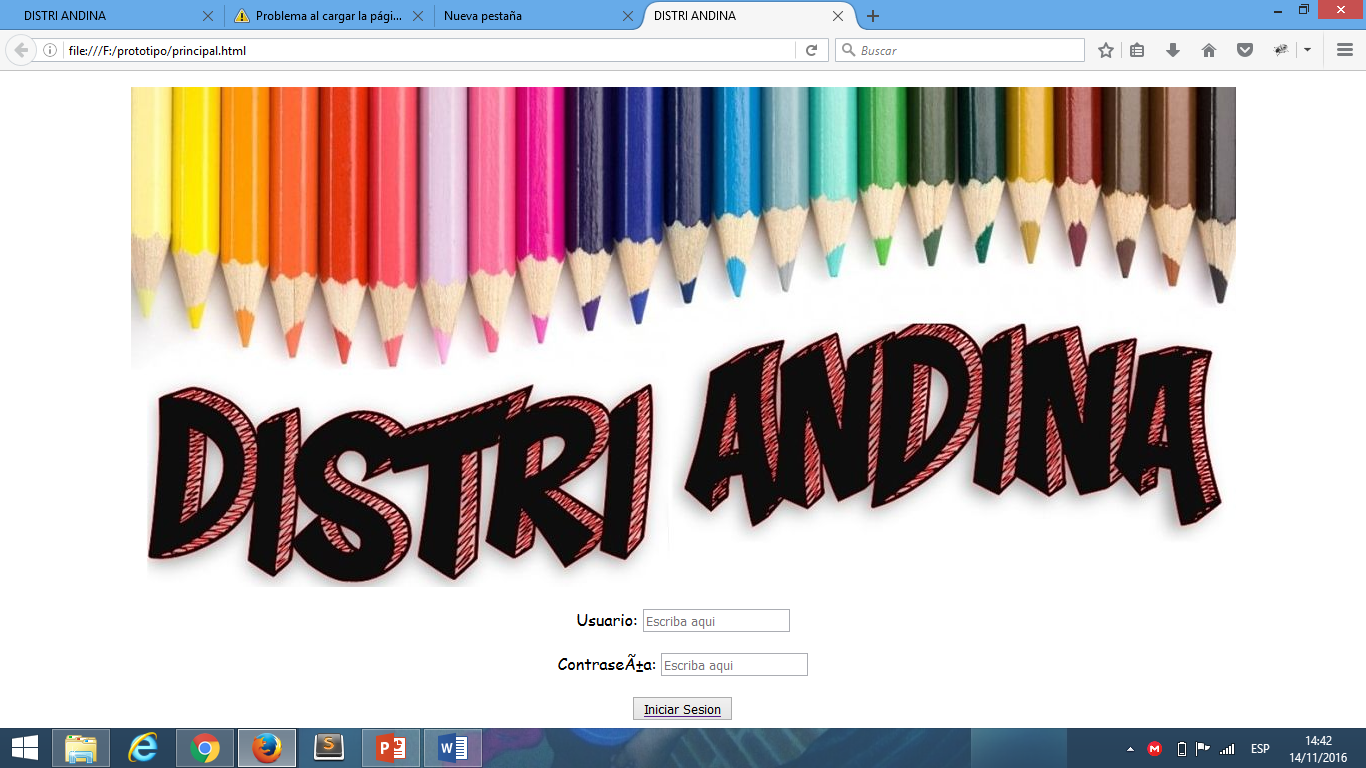 DISTRI ANDINA
Problema al cargar la pági...
Nueva pestaña
DISTRI ANDINA
file:///F:/prototipo/principal.html
Buscar
DISTRI ANDINA
Usuario: Escriba aqui
ContraseÃ±a: Escriba aqui
Iniciar Sesion
ESP
14:42
14/11/2016